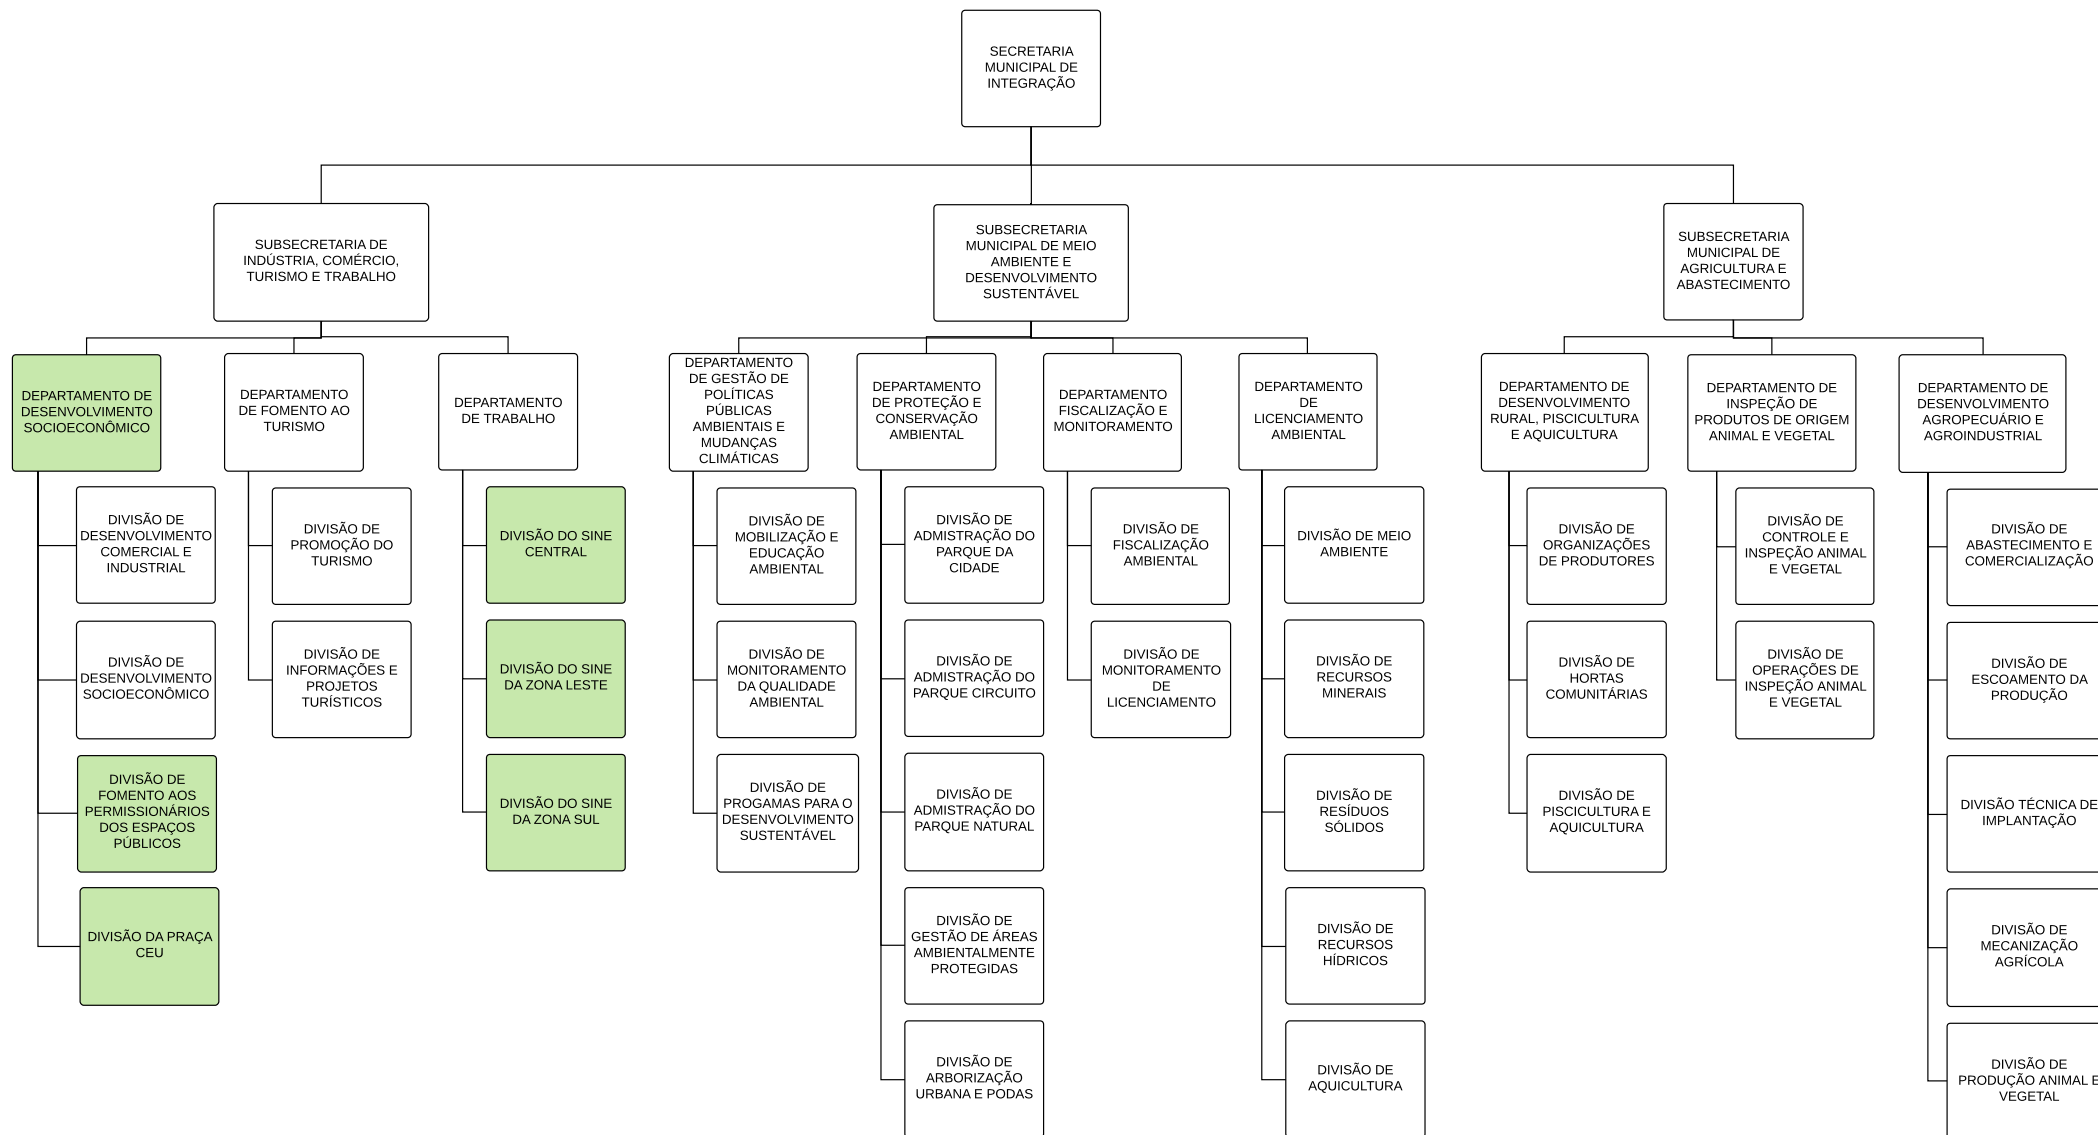 SECRETARIA
MUNICIPAL DE
INTEGRAÇÃO
SUBSECRETARIA DE
INDÚSTRIA, COMÉRCIO,
TURISMO E TRABALHO
SUBSECRETARIA
MUNICIPAL DE MEIO
AMBIENTE E
DESENVOLVIMENTO
SUSTENTÁVEL
SUBSECRETARIA
MUNICIPAL DE
AGRICULTURA E
ABASTECIMENTO
DEPARTAMENTO DE
DESENVOLVIMENTO
SOCIOECONÔMICO
DEPARTAMENTO
DE FOMENTO AO
TURISMO
DEPARTAMENTO
DE TRABALHO
DEPARTAMENTO
DE GESTÃO DE
POLÍTICAS
PÚBLICAS
AMBIENTAIS E
MUDANÇAS
CLIMÁTICAS
DEPARTAMENTO
DE PROTEÇÃO E
CONSERVAÇÃO
AMBIENTAL
DEPARTAMENTO
FISCALIZAÇÃO E
MONITORAMENTO
DEPARTAMENTO
DE
LICENCIAMENTO
AMBIENTAL
DEPARTAMENTO DE
DESENVOLVIMENTO
RURAL, PISCICULTURA
E AQUICULTURA
DEPARTAMENTO DE
INSPEÇÃO DE
PRODUTOS DE ORIGEM
ANIMAL E VEGETAL
DEPARTAMENTO DE
DESENVOLVIMENTO
AGROPECUÁRIO E
AGROINDUSTRIAL
DIVISÃO DE
DESENVOLVIMENTO
COMERCIAL E
INDUSTRIAL
DIVISÃO DE
PROMOÇÃO DO
TURISMO
DIVISÃO DO SINE
CENTRAL
DIVISÃO DE
MOBILIZAÇÃO E
EDUCAÇÃO
AMBIENTAL
DIVISÃO DE
ADMISTRAÇÃO DO
PARQUE DA
CIDADE
DIVISÃO DE
FISCALIZAÇÃO
AMBIENTAL
DIVISÃO DE MEIO
AMBIENTE
DIVISÃO DE
ORGANIZAÇÕES
DE PRODUTORES
DIVISÃO DE
CONTROLE E
INSPEÇÃO ANIMAL
E VEGETAL
DIVISÃO DE
ABASTECIMENTO E
COMERCIALIZAÇÃO
DIVISÃO DE
DESENVOLVIMENTO
SOCIOECONÔMICO
DIVISÃO DE
INFORMAÇÕES E
PROJETOS
TURÍSTICOS
DIVISÃO DO SINE
DA ZONA LESTE
DIVISÃO DE
MONITORAMENTO
DA QUALIDADE
AMBIENTAL
DIVISÃO DE
ADMISTRAÇÃO DO
PARQUE CIRCUITO
DIVISÃO DE
MONITORAMENTO
DE
LICENCIAMENTO
DIVISÃO DE
RECURSOS
MINERAIS
DIVISÃO DE
HORTAS
COMUNITÁRIAS
DIVISÃO DE
OPERAÇÕES DE
INSPEÇÃO ANIMAL
E VEGETAL
DIVISÃO DE
ESCOAMENTO DA
PRODUÇÃO
DIVISÃO DE
FOMENTO AOS
PERMISSIONÁRIOS
DOS ESPAÇOS
PÚBLICOS
DIVISÃO DO SINE
DA ZONA SUL
DIVISÃO DE
PROGAMAS PARA O
DESENVOLVIMENTO
SUSTENTÁVEL
DIVISÃO DE
ADMISTRAÇÃO DO
PARQUE NATURAL
DIVISÃO DE
RESÍDUOS
SÓLIDOS
DIVISÃO DE
PISCICULTURA E
AQUICULTURA
DIVISÃO TÉCNICA DE
IMPLANTAÇÃO
DIVISÃO DA PRAÇA
CEU
DIVISÃO DE
GESTÃO DE ÁREAS
AMBIENTALMENTE
PROTEGIDAS
DIVISÃO DE
RECURSOS
HÍDRICOS
DIVISÃO DE
MECANIZAÇÃO
AGRÍCOLA
DIVISÃO DE
ARBORIZAÇÃO
URBANA E PODAS
DIVISÃO DE
AQUICULTURA
DIVISÃO DE
PRODUÇÃO ANIMAL E
VEGETAL